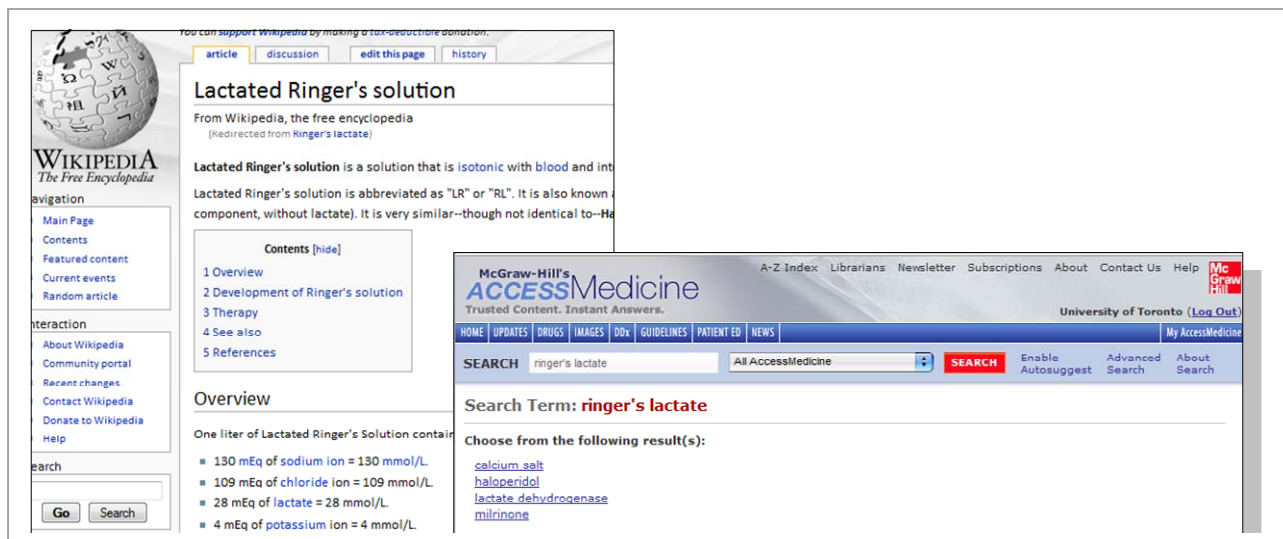 You can support Wikipedia by making a tax-deductible donation.
article discussion edit this page history
Lactated Ringer's solution
From Wikipedia, the free encyclopedia
(Redirected from Ringer's lactate)
WIKIPEDIA
The Free Encyclopedia
Lactated Ringer's solution is a solution that is isotonic with blood and
Lactated Ringer's solution is abbreviated as "LR" or "RL". It is also known
component, without lactate). It is very similar--though not identical to--
avigation
Main Page
Contents
Featured content
Current events
Random article
Contents [hide]
1 Overview
2 Development of Ringer's solution
3 Therapy
4 See also
5 References
nteraction
About Wikipedia
Community portal
Recent changes
Contact Wikipedia
Donate to Wikipedia
Help
earch
Go Search
Overview
One liter of Lactated Ringer's Solution contain
130 mEq of sodium ion = 130 mmol/L.
109 mEq of chloride ion = 109 mmol/L.
28 mEq of lactate = 28 mmol/L.
4 mEq of potassium ion = 4 mmol/L.
McGraw-Hill's
ACCESSMedicine
Trusted Content. Instant Answers.
A-Z Index Librarians Newsletter Subscriptions About Contact Us Help
Mc
Graw
Hill
University of Toronto (Log Out)
HOME UPDATES DRUGS IMAGES DDx GUIDELINES PATIENT ED NEWS My AccessMedicine
SEARCH ringer's lactate All AccessMedicine SEARCH Enable Autosuggest Advanced Search About Search
Search Term: ringer's lactate
Choose from the following result(s):
calcium salt
haloperidol
lactate dehydrogenase
milrinone